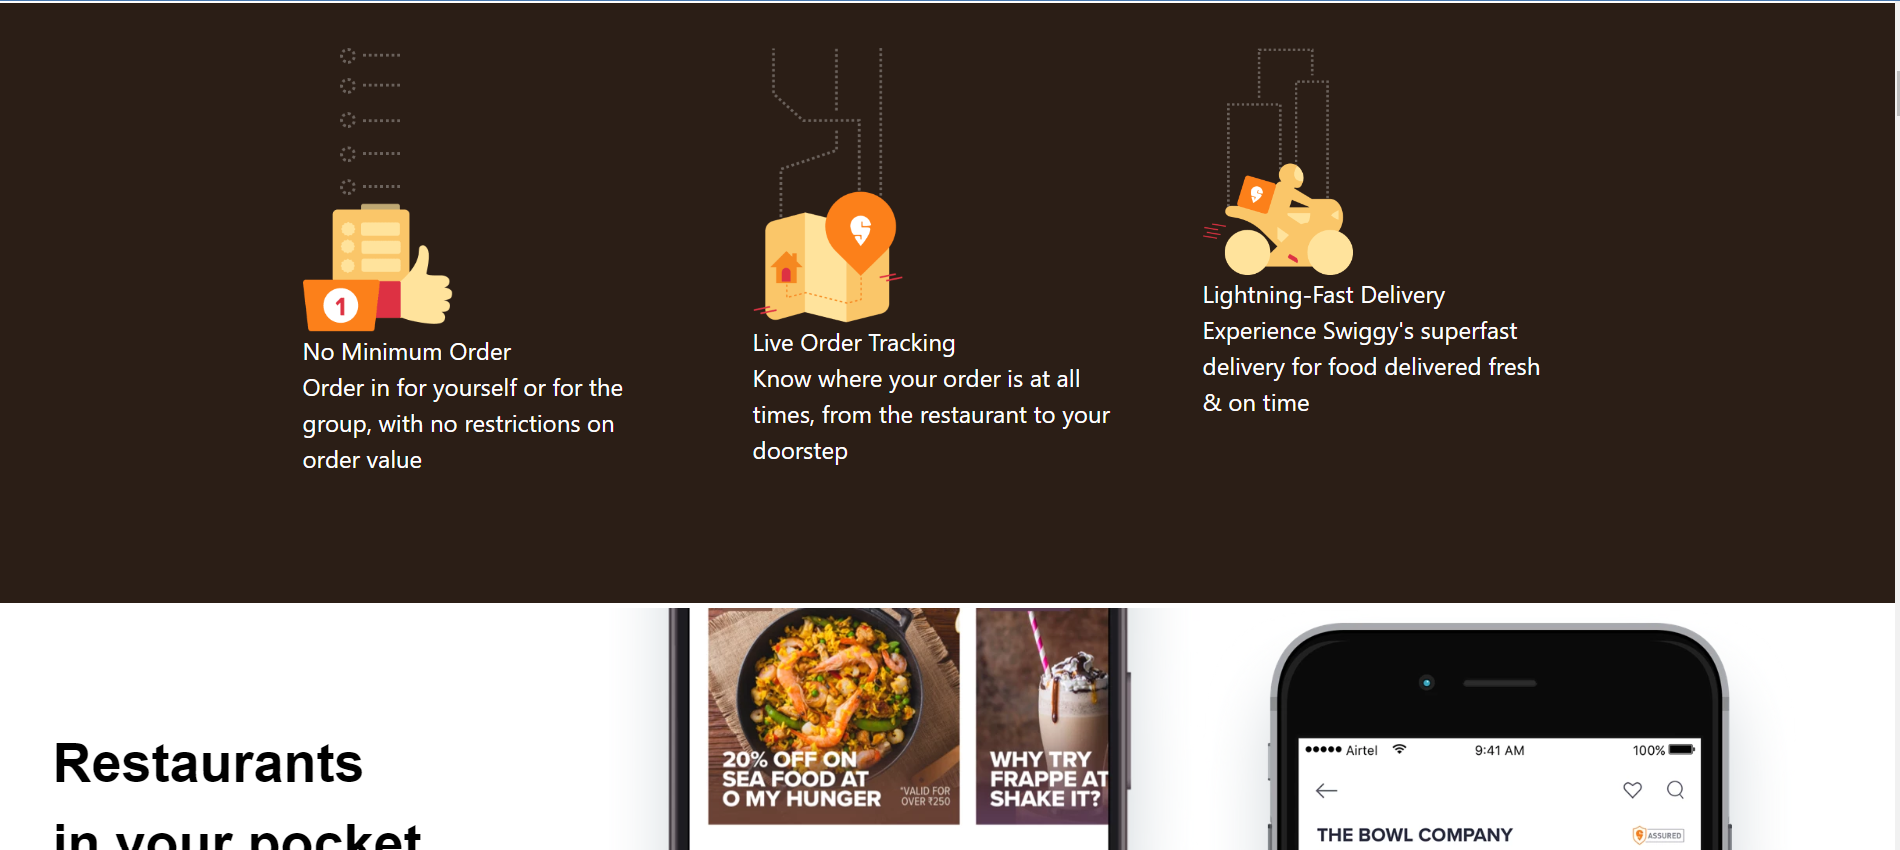 1
No Minimum Order
Order in for yourself or for the
group, with no restrictions on
order value
Live Order Tracking
Know where your order is at all
times, from the restaurant to your
doorstep
Lightning-Fast Delivery
Experience Swiggy's superfast
delivery for food delivered fresh
& on time
Restaurants
in your pocket
20% OFF ON
SEA FOOD AT
O MY HUNGER
*VALID FOR
OVER ₹250
WHY TRY
FRAPPE AT
SHAKE IT?
Airtel 9:41 AM 100%
THE BOWL COMPANY
ASSURED